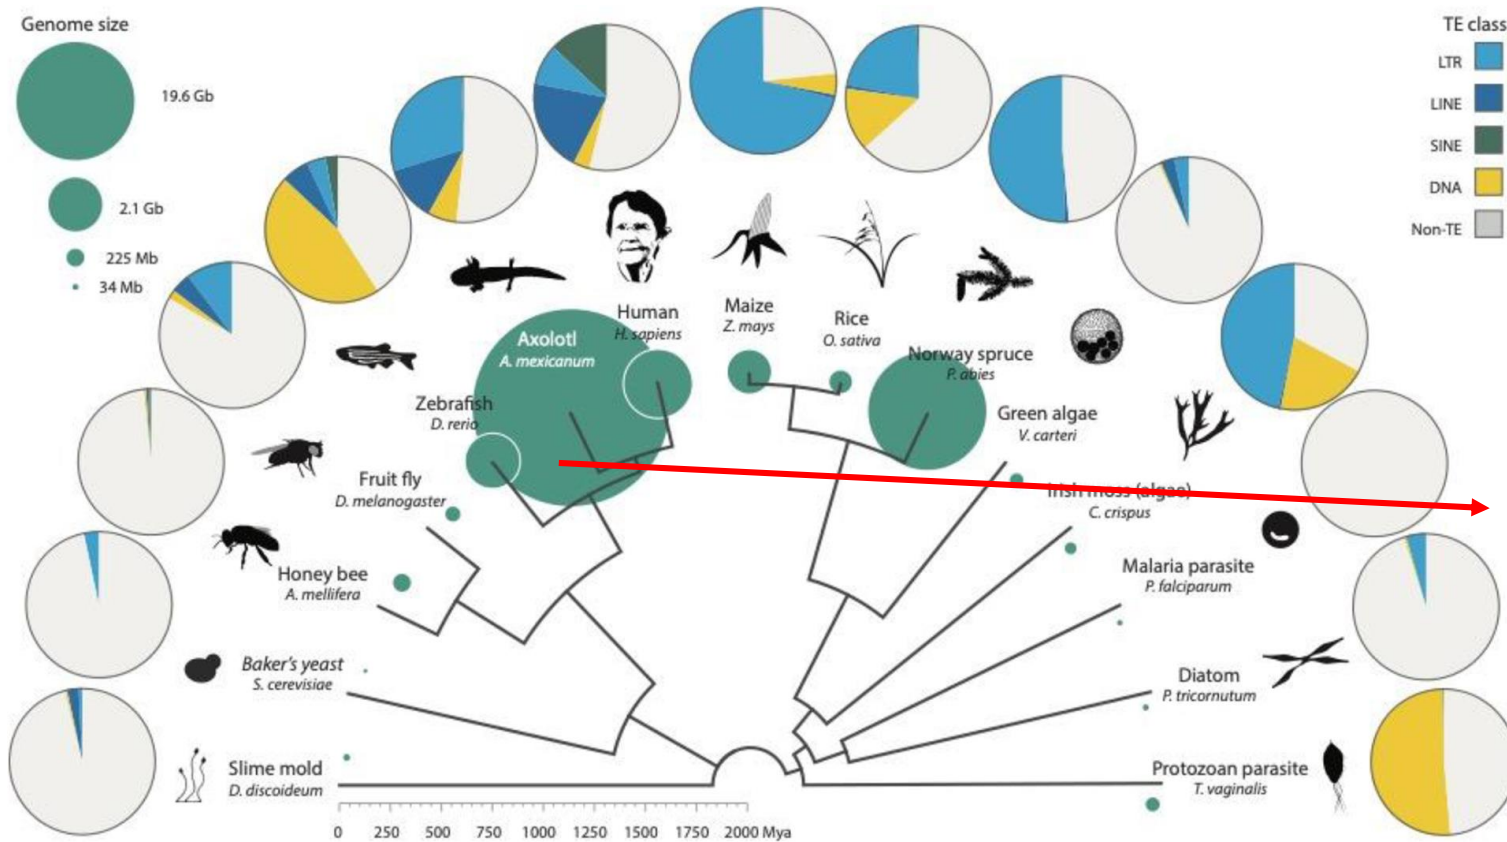 Genome size
19.6 Gb
2.1 Gb
225 Mb
34 Mb
TE class
LTR
LINE
SINE
DNA
Non-TE
Human
H. sapiens
Maize
Z. mays
Rice
O. sativa
Axolotl
A. mexicanum
Norway spruce
P. abies
Zebrafish
D. rerio
Green algae
V. carteri
Fruit fly
D. melanogaster
Irish moss (algae)
C. crispus
Honey bee
A. mellifera
Malaria parasite
P. falciparum
Baker's yeast
S. cerevisiae
Diatom
P. tricornutum
Slime mold
D. discoideum
Protozoan parasite
T. vaginalis
0 250 500 750 1000 1250 1500 1750 2000 Mya